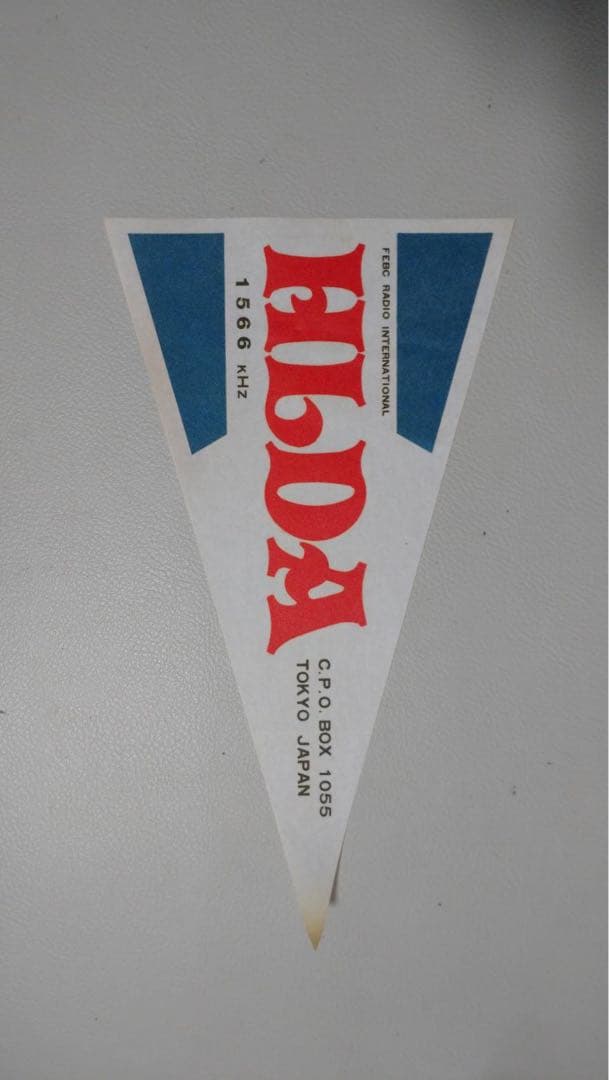 FEBC RADIO INTERNATIONAL
HLDA
1566 KHz
C.P.O. BOX 1055
TOKYO JAPAN